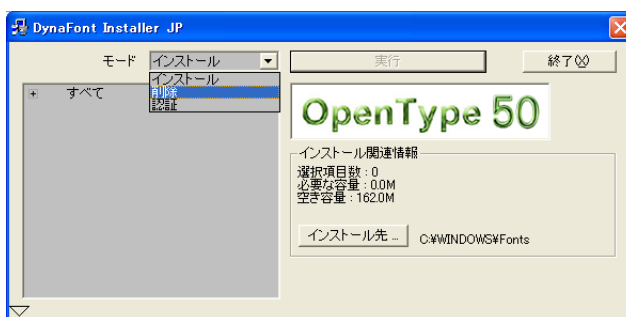 DynaFont Installer JP
モード インストール 実行 終了(X)
インストール
削除
認証
+ すべて
OpenType 50
インストール関連情報
選択項目数 : 0
必要な容量 : 0.0M
空き容量 : 162.0M
インストール先 ... C:¥WINDOWS¥Fonts